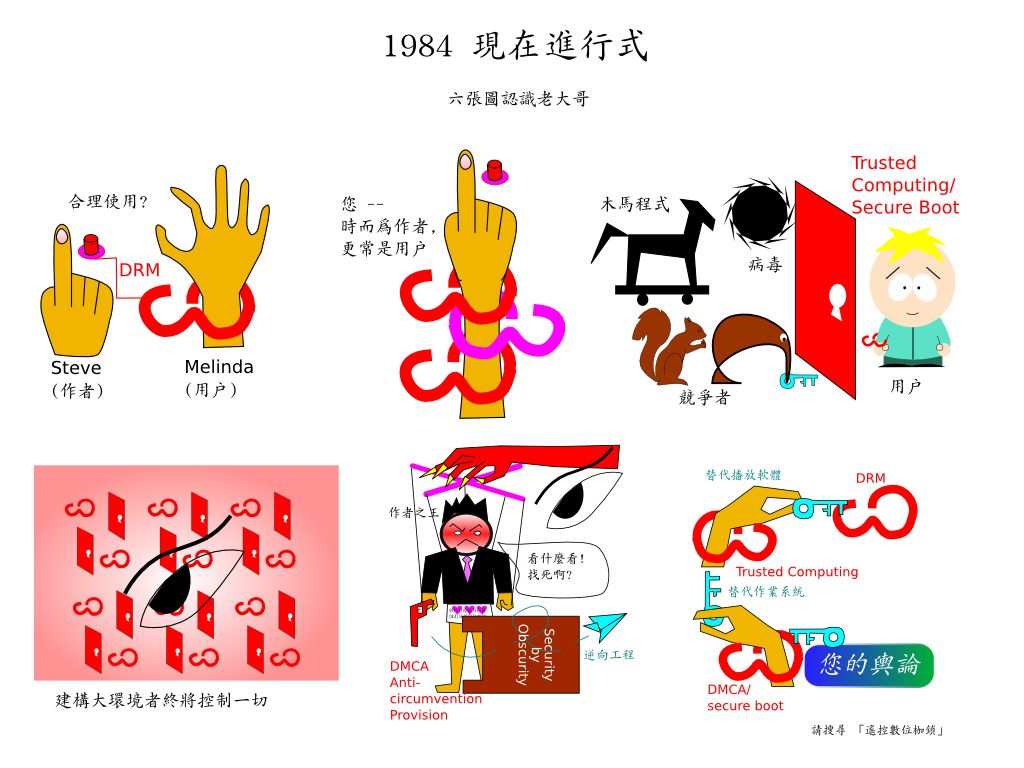 1984 現在進行式
六張圖認識老大哥
合理使用?
DRM
Steve
(作者)
Melinda
(用户)
您 --
時而爲作者,
更常是用户
木馬程式
病毒
Trusted
Computing/
Secure Boot
競爭者
用户
建構大環境者終將控制一切
作者之王
看什麼看!
找死啊?
DMCA
Anti-
circumvention
Provision
Security
by
Obscurity
逆向工程
替代播放軟體
DRM
Trusted Computing
替代作業系統
DMCA/
secure boot
您的輿論
請搜尋 「遙控數位枷鎖」